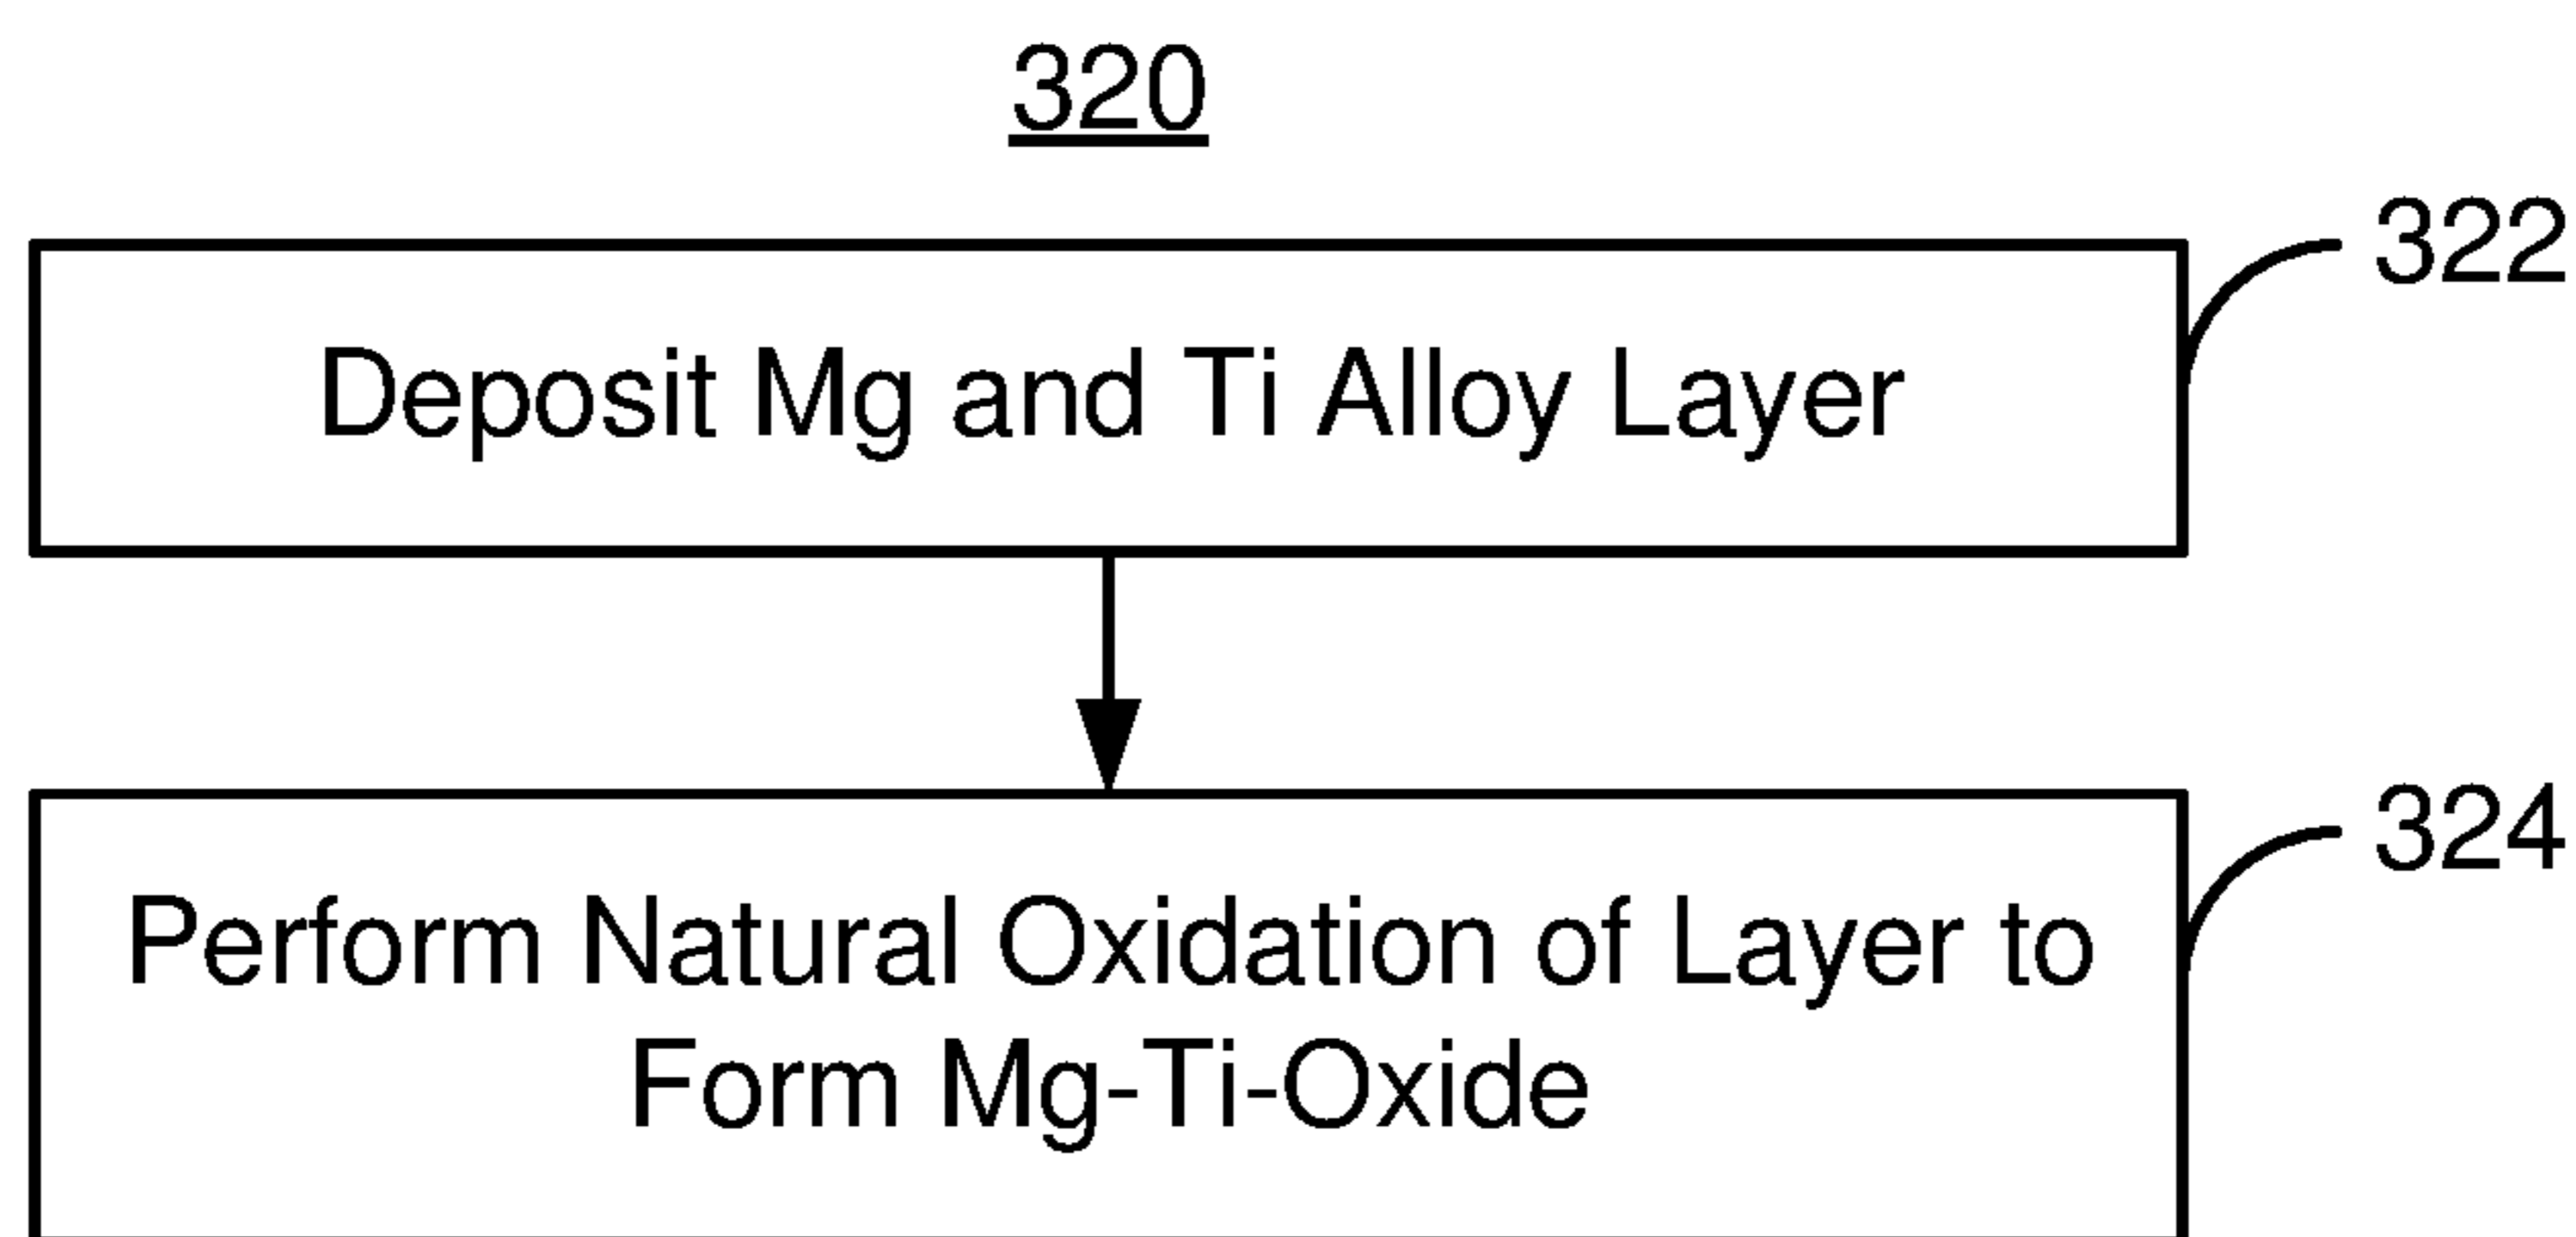 320
322
Deposit Mg and Ti Alloy Layer
324
Perform Natural Oxidation of Layer to
Form Mg-Ti-Oxide